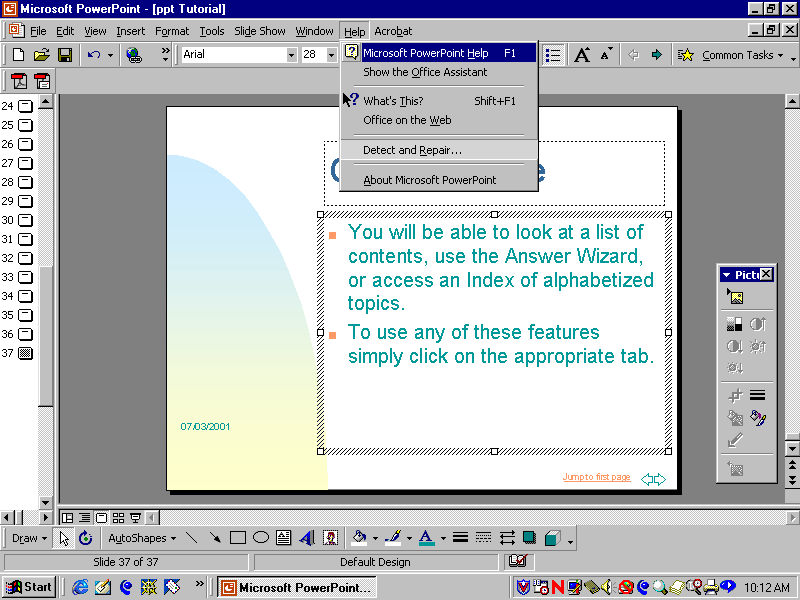 Microsoft PowerPoint - [ppt Tutorial]
File Edit View Insert Format Tools Slide Show Window Help Acrobat
Arial 28 A A Common Tasks
Microsoft PowerPoint Help F1
Show the Office Assistant
What's This? Shift+F1
Office on the Web
Detect and Repair...
About Microsoft PowerPoint
24
25
26
27
28
29
30
31
32
33
34
35
36
37
You will be able to look at a list of
contents, use the Answer Wizard,
or access an Index of alphabetized
topics.
To use any of these features
simply click on the appropriate tab.
07/03/2001
Jump to first page
Pictu
Draw AutoShapes
Slide 37 of 37 Default Design
Start Microsoft PowerPoint... 10:12 AM